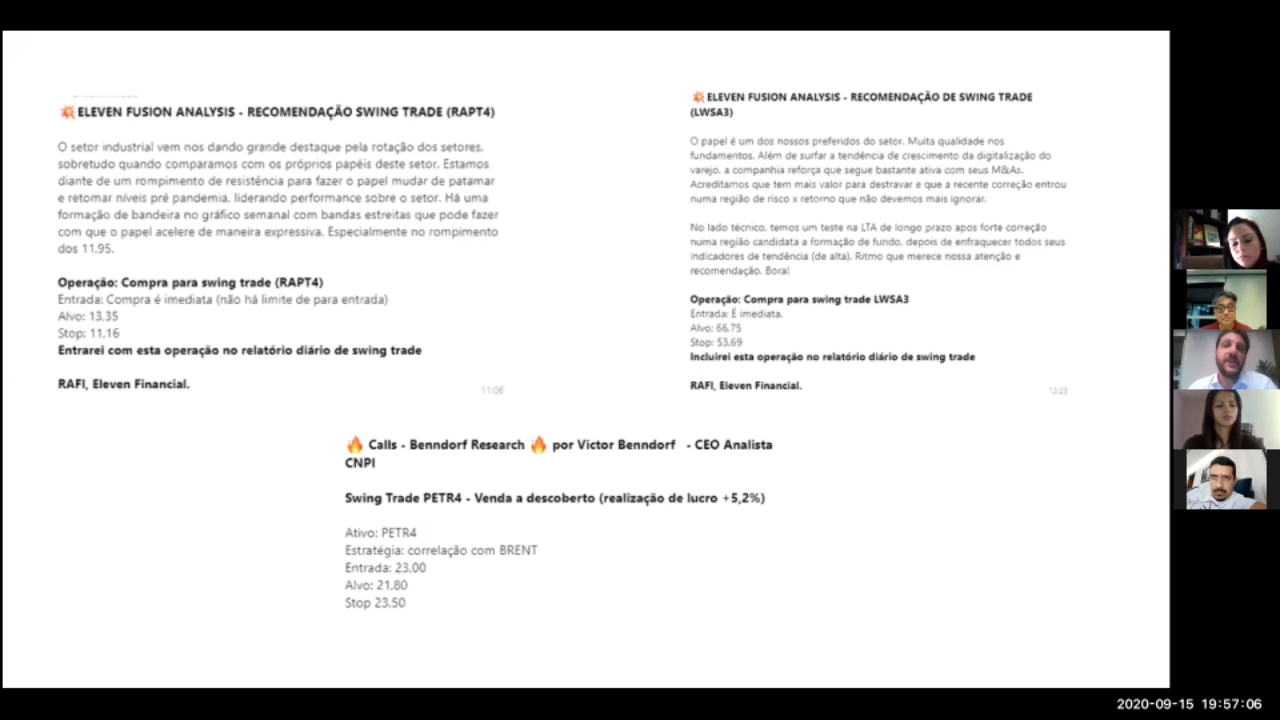 💥ELEVEN FUSION ANALYSIS - RECOMENDAÇÃO SWING TRADE (RAPT4)
O setor industrial vem nos dando grande destaque pela rotação dos setores,
sobretudo quando comparamos com os próprios papéis deste setor. Estamos
diante de um rompimento de resistência para fazer o papel mudar de patamar
e retomar níveis pré pandemia, liderando performance sobre o setor. Há uma
formação de bandeira no gráfico semanal com bandas estreitas que pode fazer
com que o papel acelere de maneira expressiva. Especialmente no rompimento
dos 11,95.
Operação: Compra para swing trade (RAPT4)
Entrada: Compra é imediata (não há limite de para entrada)
Alvo: 13,35
Stop: 11,16
Entrarei com esta operação no relatório diário de swing trade
RAFI, Eleven Financial.
11:06
💥ELEVEN FUSION ANALYSIS - RECOMENDAÇÃO DE SWING TRADE
(LWSA3)
O papel é um dos nossos preferidos do setor. Muita qualidade nos
fundamentos. Além de surfar a tendência de crescimento da digitalização do
varejo, a companhia reforça que segue bastante ativa com seus M&As.
Acreditamos que tem mais valor para destravar e que a recente correção entrou
numa região de risco x retorno que não devemos mais ignorar.
No lado técnico, temos um teste na LTA de longo prazo apos forte correção
numa região candidata a formação de fundo, depois de enfraquecer todos seus
indicadores de tendência (de alta). Ritmo que merece nossa atenção e
recomendação. Bora!
Operação: Compra para swing trade LWSA3
Entrada: É imediata.
Alvo: 66,75
Stop: 53,69
Incluirei esta operação no relatório diário de swing trade
RAFI, Eleven Financial.
12:23
🔥 Calls - Benndorf Research 🔥 por Victor Benndorf - CEO Analista
CNPI
Swing Trade PETR4 - Venda a descoberto (realização de lucro +5,2%)
Ativo: PETR4
Estratégia: correlação com BRENT
Entrada: 23,00
Alvo: 21,80
Stop 23,50
2020-09-15 19:57:06